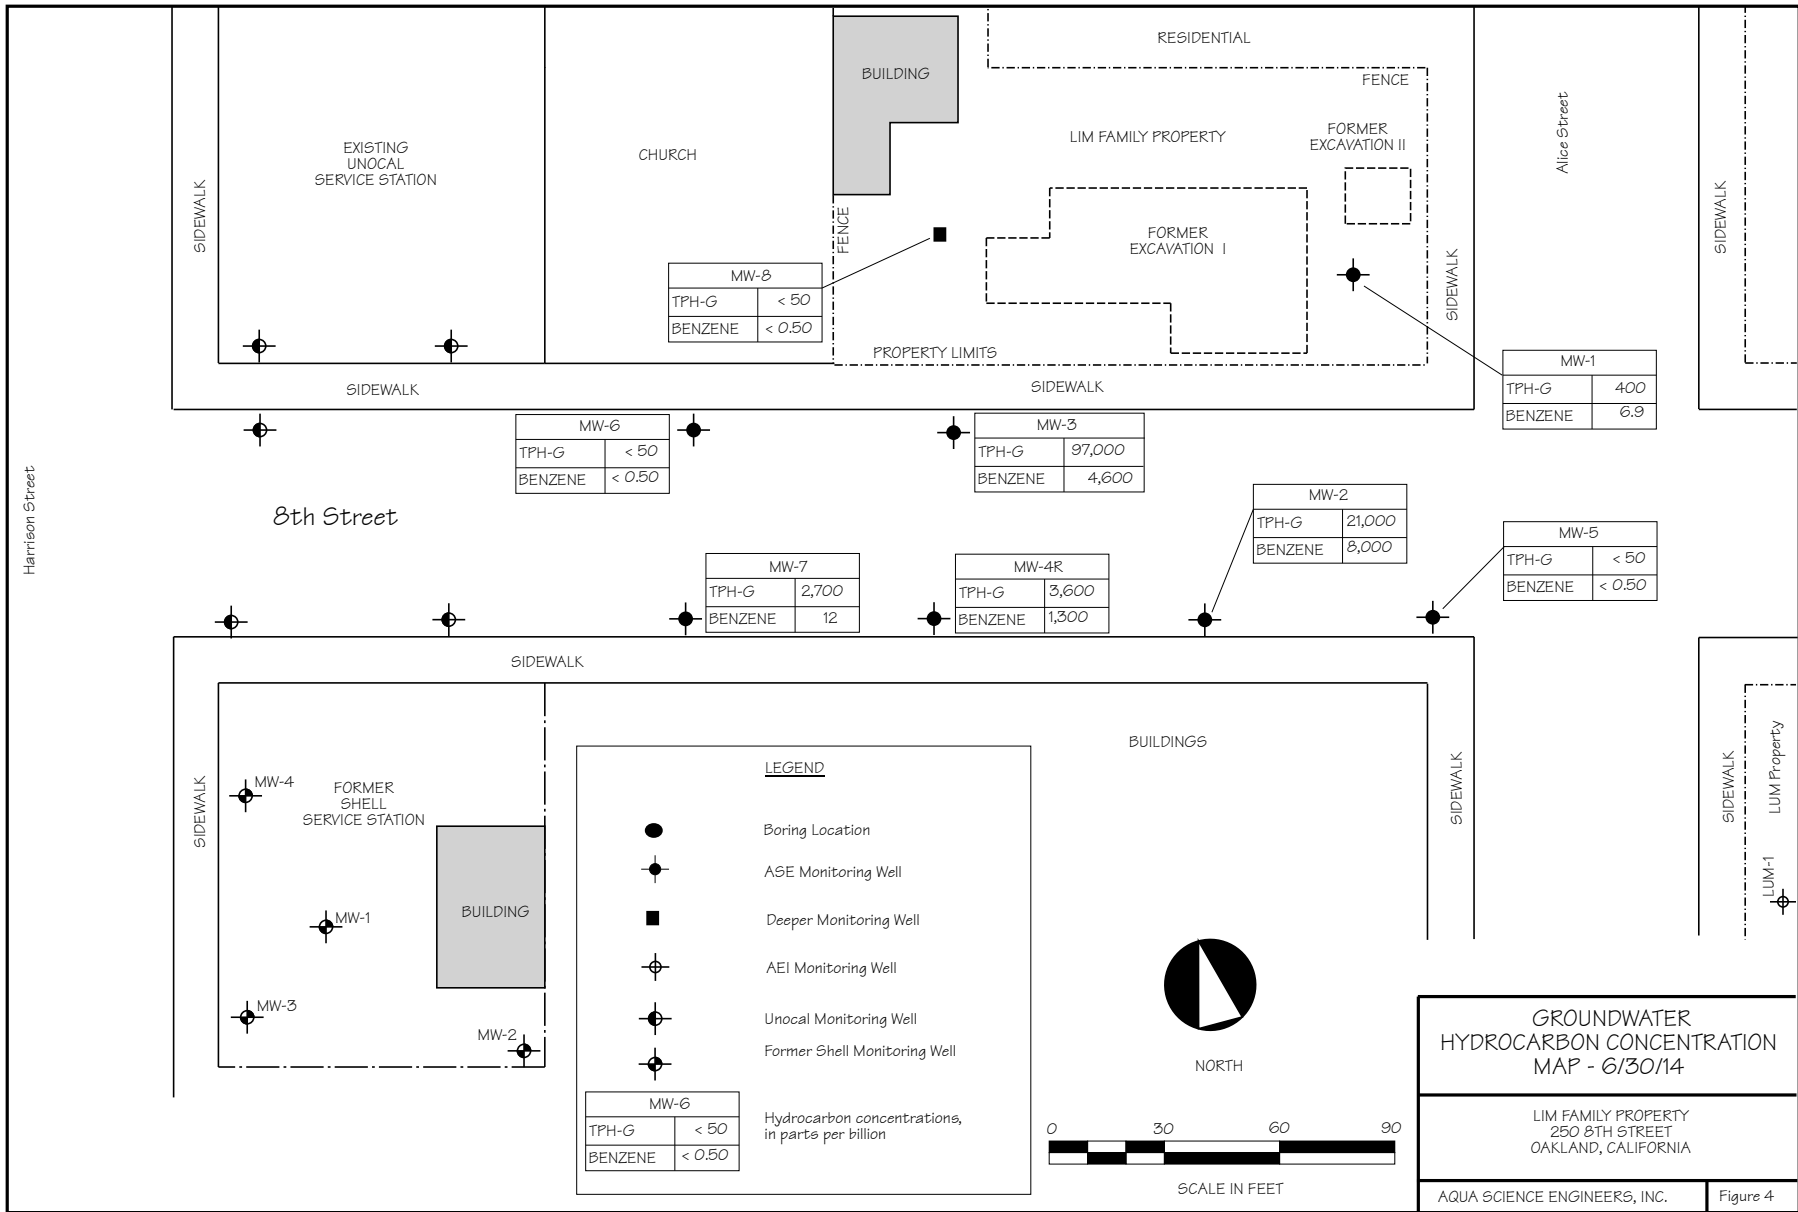 RESIDENTIAL
BUILDING
FENCE
Alice Street
LIM FAMILY PROPERTY
FORMER
EXCAVATION II
EXISTING
UNOCAL
SERVICE STATION
CHURCH
SIDEWALK
FENCE
FORMER
EXCAVATION I
SIDEWALK
SIDEWALK
MW-8
TPH-G < 50
BENZENE < 0.50
PROPERTY LIMITS
MW-1
TPH-G 400
BENZENE 6.9
SIDEWALK
SIDEWALK
MW-6
TPH-G < 50
BENZENE < 0.50
MW-3
TPH-G 97,000
BENZENE 4,600
Harrison Street
8th Street
MW-2
TPH-G 21,000
BENZENE 8,000
MW-5
TPH-G < 50
BENZENE < 0.50
MW-7
TPH-G 2,700
BENZENE 12
MW-4R
TPH-G 3,600
BENZENE 1,300
SIDEWALK
BUILDINGS
SIDEWALK
MW-4
FORMER
SHELL
SERVICE STATION
BUILDING
MW-1
MW-3
MW-2
SIDEWALK
SIDEWALK
LUM Property
LUM-1
LEGEND
Boring Location
ASE Monitoring Well
Deeper Monitoring Well
AEI Monitoring Well
Unocal Monitoring Well
Former Shell Monitoring Well
MW-6
TPH-G < 50
BENZENE < 0.50
Hydrocarbon concentrations,
in parts per billion
NORTH
0 30 60 90
SCALE IN FEET
GROUNDWATER
HYDROCARBON CONCENTRATION
MAP - 6/30/14
LIM FAMILY PROPERTY
250 8TH STREET
OAKLAND, CALIFORNIA
AQUA SCIENCE ENGINEERS, INC.
Figure 4